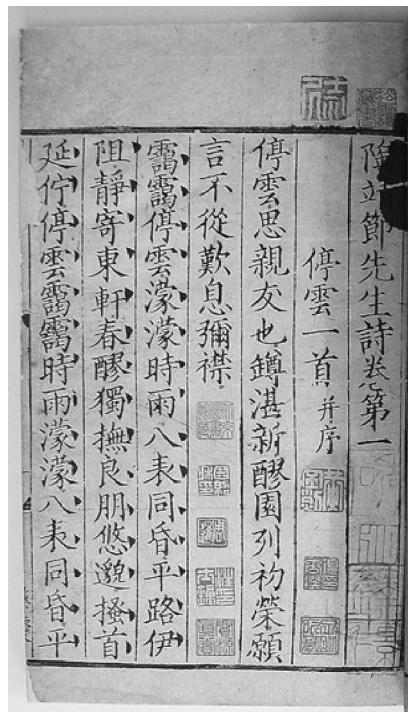 陶靖節先生詩卷第一
停雲一首并序
停雲思親友也罇湛新醪園列初榮願
言不從歎息彌襟
靄靄停雲濛濛時雨八表同昏平路伊
阻靜寄東軒春醪獨撫良朋悠邈搔首
延佇停雲靄靄時雨濛濛八表同昏平